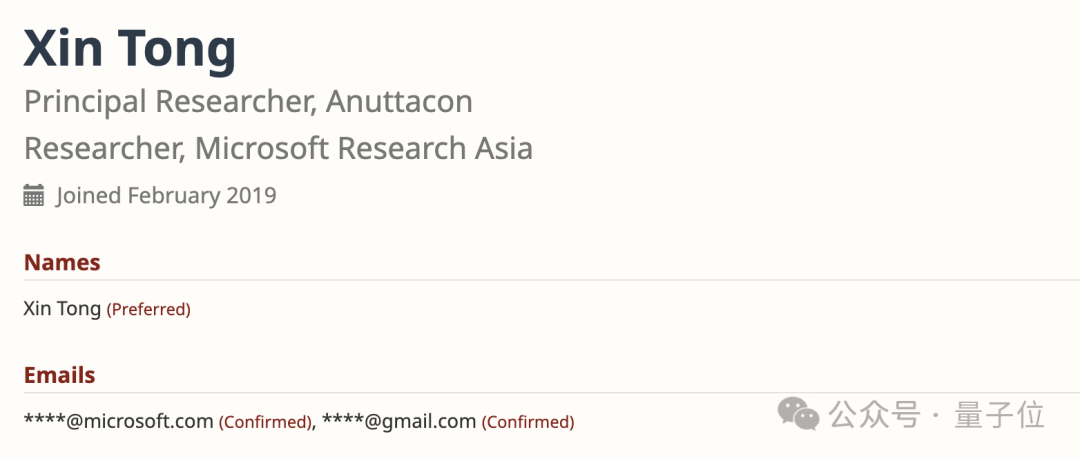 Xin Tong
Principal Researcher, Anuttacon
Researcher, Microsoft Research Asia
Joined February 2019
Names
Xin Tong (Preferred)
Emails
****@microsoft.com (Confirmed), ****@gmail.com (Confirmed)
公众号 · 量子位